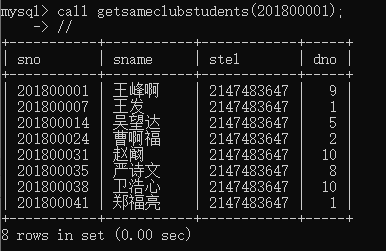 mysql> call getsameclubstudents(201800001);
    -> //
+-----------+--------+------------+-----+
| sno       | sname  | stel       | dno |
+-----------+--------+------------+-----+
| 201800001 | 王峰啊 | 2147483647 | 9 |
| 201800007 | 王发 | 2147483647 | 1 |
| 201800014 | 吴望达 | 2147483647 | 5 |
| 201800024 | 曹啊福 | 2147483647 | 2 |
| 201800031 | 赵嗣 | 2147483647 | 10 |
| 201800035 | 严诗文 | 2147483647 | 8 |
| 201800038 | 卫浩心 | 2147483647 | 10 |
| 201800041 | 郑福亮 | 2147483647 | 1 |
+-----------+--------+------------+-----+
8 rows in set (0.00 sec)